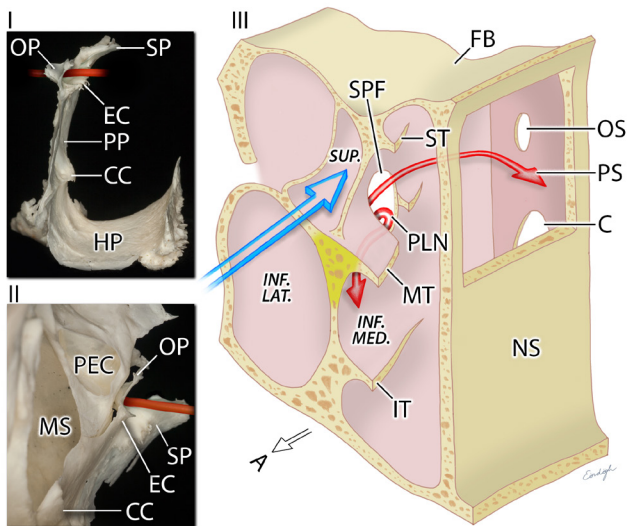 I
OP
SP
EC
PP
CC
HP
II
OP
PEC
MS
SP
EC
CC
III
FB
SPF
ST
OS
SUP.
PS
C
PLN
MT
INF.
LAT.
INF.
MED.
NS
IT
A